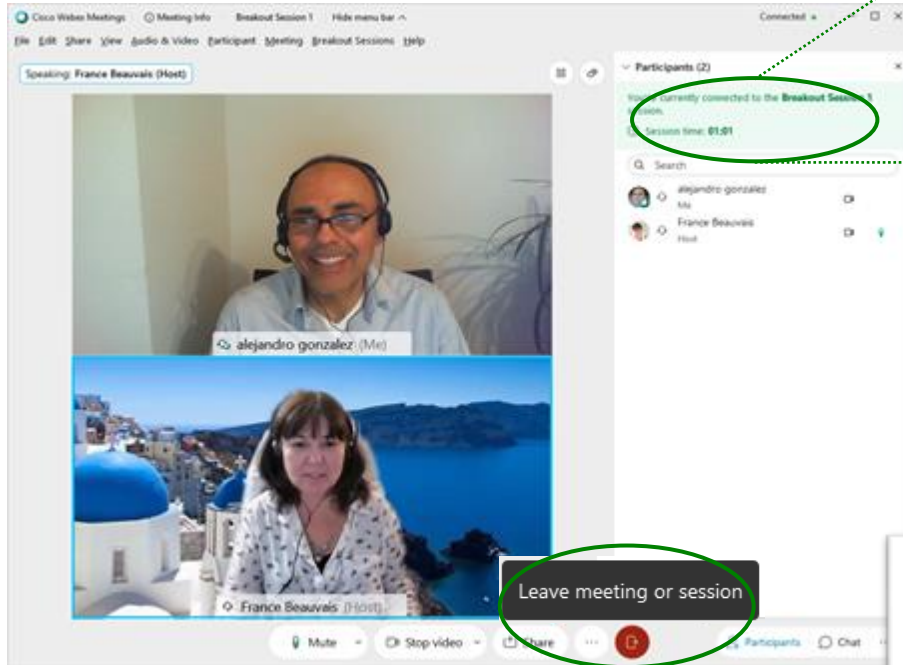 Cisco Webex Meetings Meeting Info Breakout Session 1 Hide menu bar Connected
File Edit Share View Audio & Video Participant Meeting Breakout Sessions Help
Speaking: France Beauvais (Host)
Participants (2)
You're currently connected to the Breakout Session 1
session.
Session time: 01:01
Search
alejandro gonzalez
Me
France Beauvais
Host
alejandro gonzalez (Me)
France Beauvais (Host)
Leave meeting or session
Mute Stop video Share Participants Chat